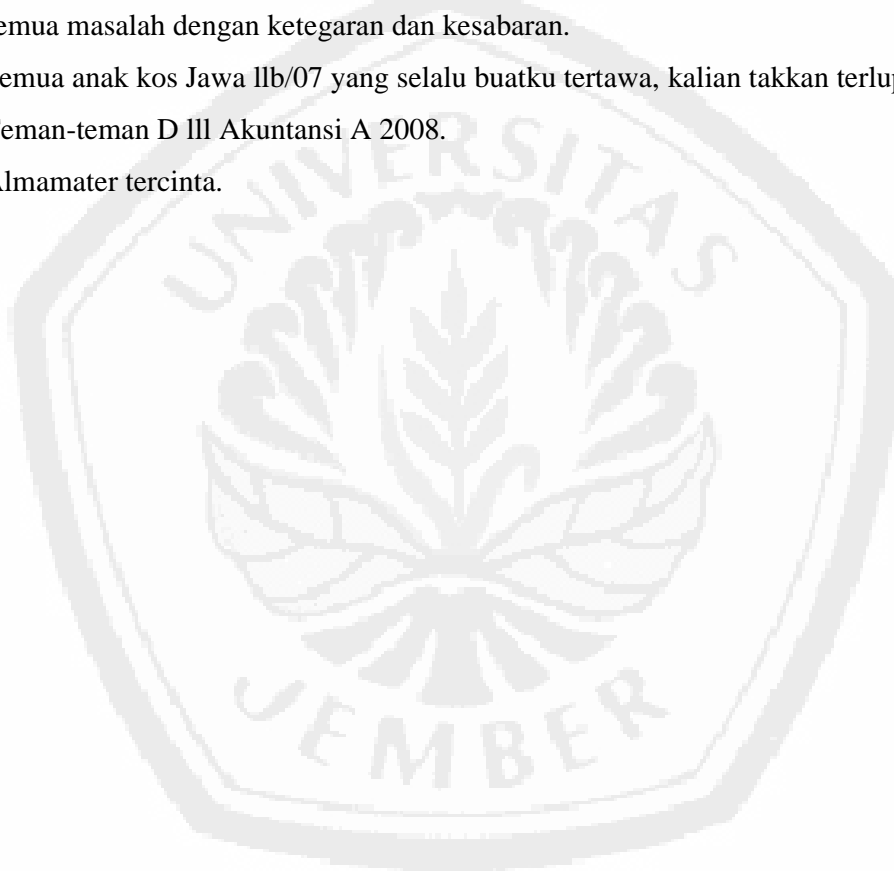 emua masalah dengan ketegaran dan kesabaran.
emua anak kos Jawa llb/07 yang selalu buatku tertawa, kalian takkan terlup
eman-teman D lll Akuntansi A 2008.
Almamater tercinta.
UNIVERSITAS
JEMBER